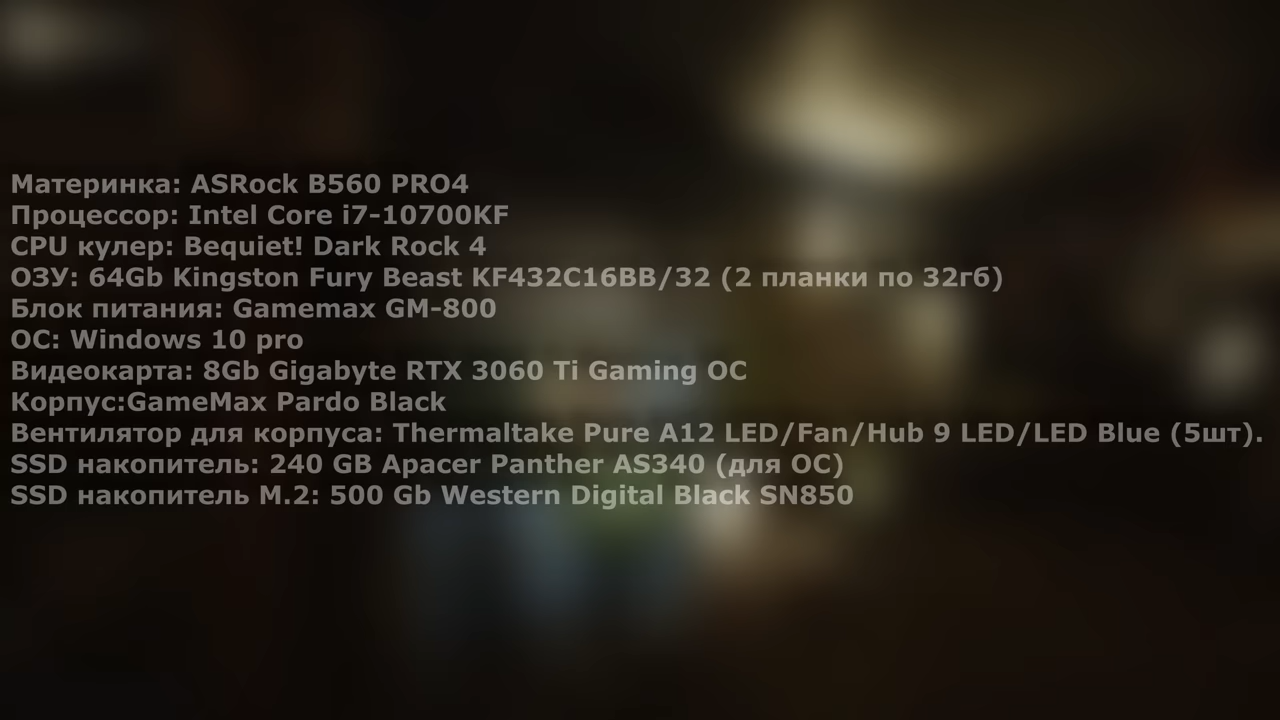 Материнка: ASRock B560 PRO4
Процессор: Intel Core i7-10700KF
CPU кулер: Bequiet! Dark Rock 4
ОЗУ: 64Gb Kingston Fury Beast KF432C16BB/32 (2 планки по 32гб)
Блок питания: Gamemax GM-800
ОС: Windows 10 pro
Видеокарта: 8Gb Gigabyte RTX 3060 Ti Gaming OC
Корпус:GameMax Pardo Black
Вентилятор для корпуса: Thermaltake Pure A12 LED/Fan/Hub 9 LED/LED Blue (5шт).
SSD накопитель: 240 GB Apacer Panther AS340 (для ОС)
SSD накопитель M.2: 500 Gb Western Digital Black SN850